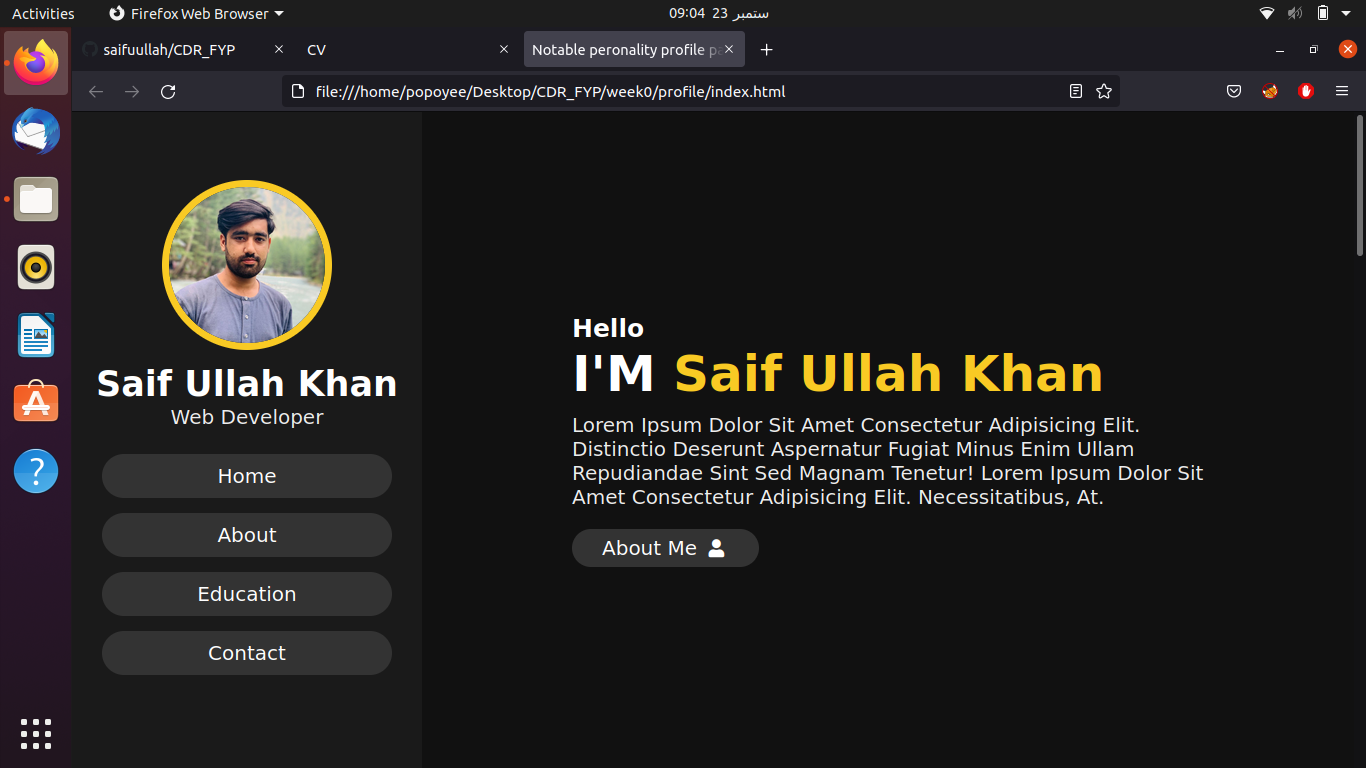 Activities
Firefox Web Browser
09:04 23 ستمبر
saifuullah/CDR_FYP
CV
Notable peronality profile pa
file:///home/popoyee/Desktop/CDR_FYP/week0/profile/index.html
Saif Ullah Khan
Web Developer
Home
About
Education
Contact
Hello
I'M Saif Ullah Khan
Lorem Ipsum Dolor Sit Amet Consectetur Adipisicing Elit.
Distinctio Deserunt Aspernatur Fugiat Minus Enim Ullam
Repudiandae Sint Sed Magnam Tenetur! Lorem Ipsum Dolor Sit
Amet Consectetur Adipisicing Elit. Necessitatibus, At.
About Me